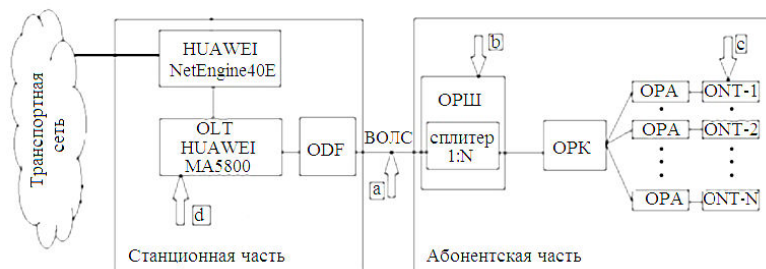 Транспортная
сеть
HUAWEI
NetEngine40E
OLT
HUAWEI
MA5800
d
ODF
Станционная часть
ВОЛС
a
b
ОРШ
сплитер
1:N
ОРК
c
ОРА
ONT-1
ОРА
ONT-2
ОРА
ONT-N
Абонентская часть